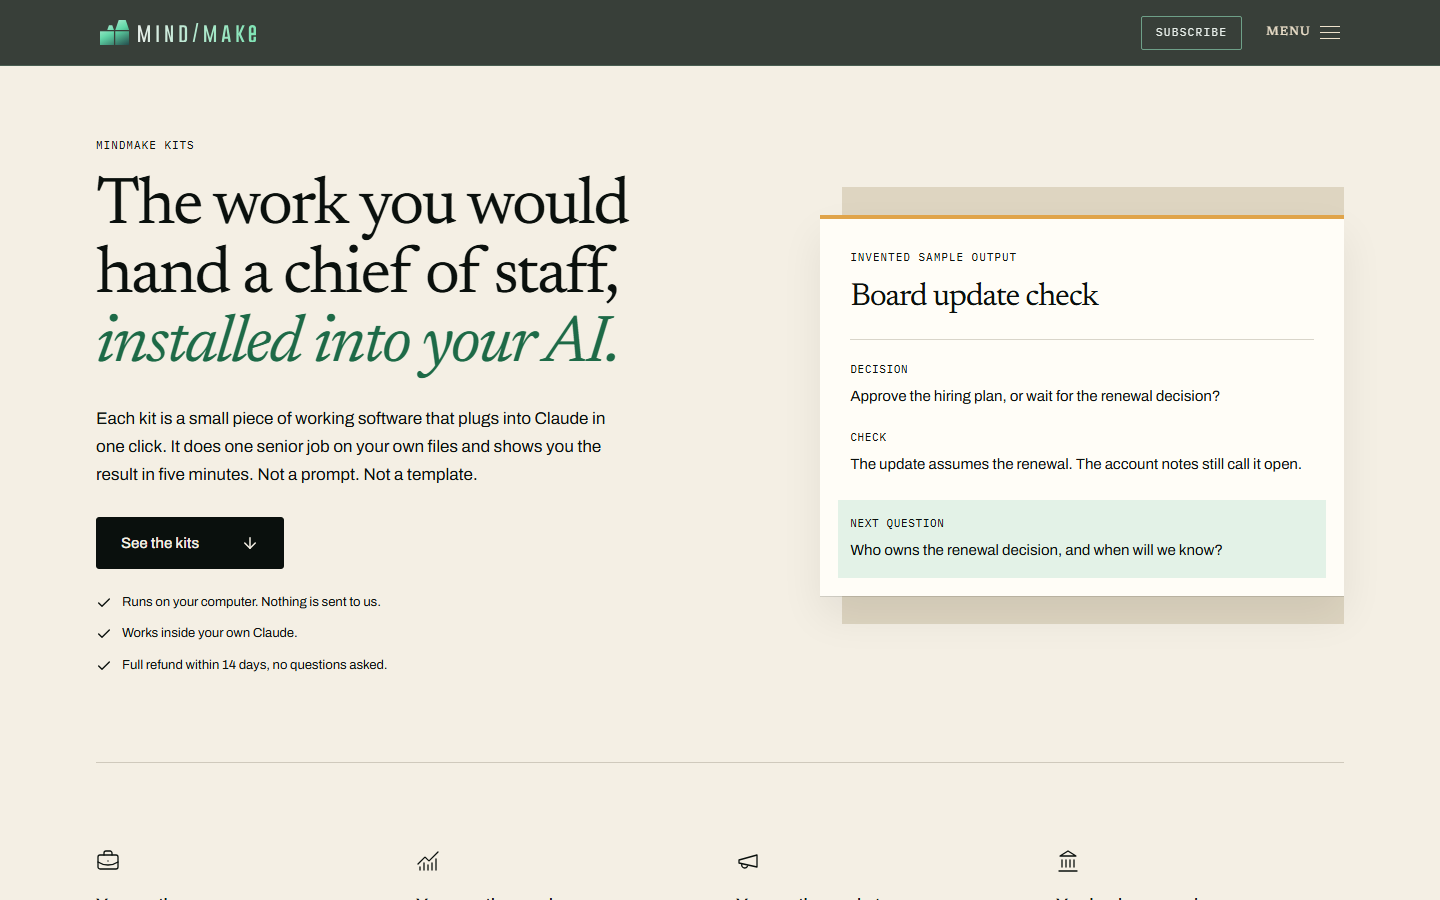 MIND/MAKE
SUBSCRIBE
MENU
MINDMAKE KITS
The work you would
hand a chief of staff,
installed into your AI.
Each kit is a small piece of working software that plugs into Claude in
one click. It does one senior job on your own files and shows you the
result in five minutes. Not a prompt. Not a template.
See the kits
Runs on your computer. Nothing is sent to us.
Works inside your own Claude.
Full refund within 14 days, no questions asked.
INVENTED SAMPLE OUTPUT
Board update check
DECISION
Approve the hiring plan, or wait for the renewal decision?
CHECK
The update assumes the renewal. The account notes still call it open.
NEXT QUESTION
Who owns the renewal decision, and when will we know?